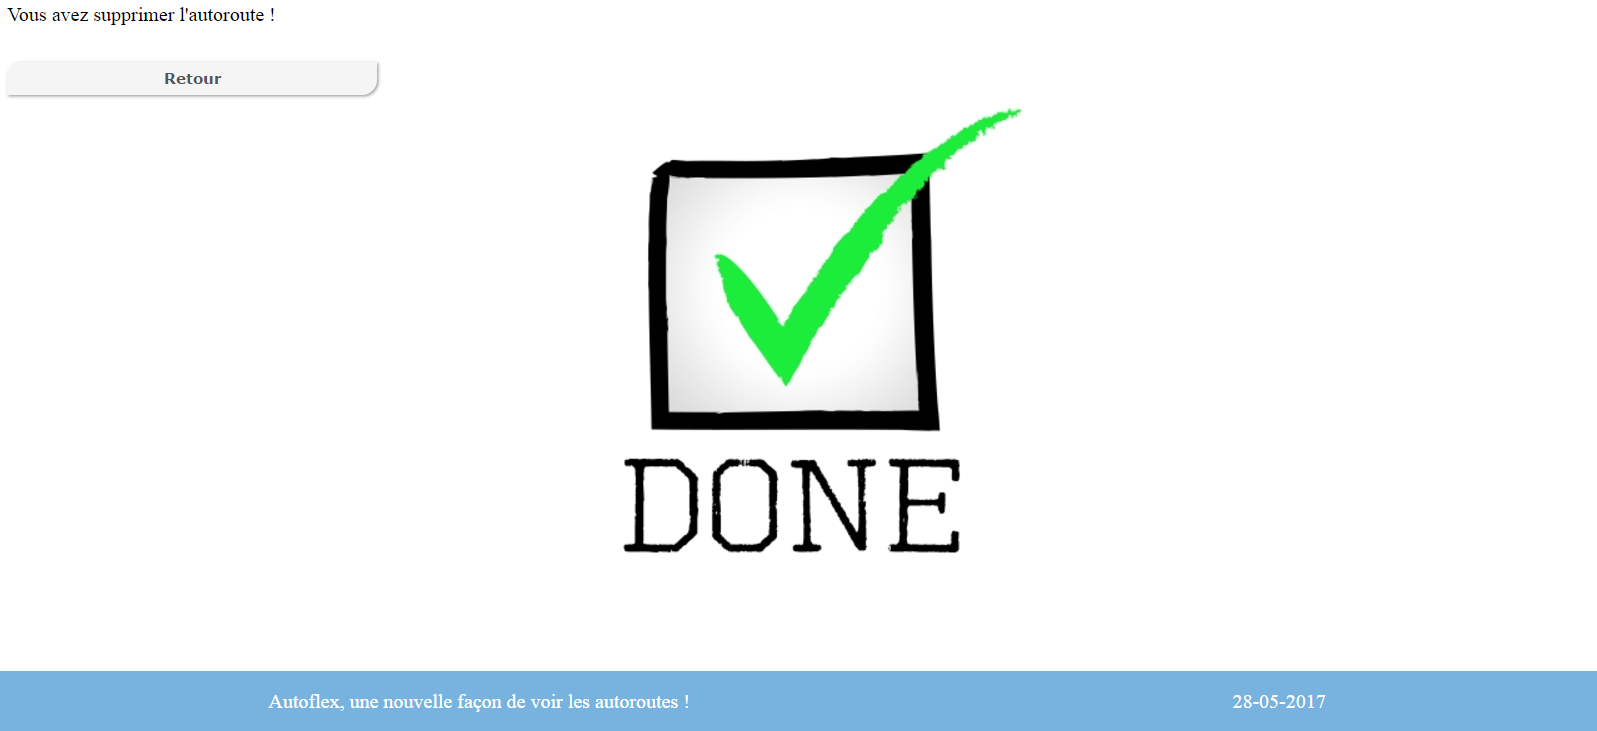 Vous avez supprimer l'autoroute !
Retour
DONE
Autoflex, une nouvelle façon de voir les autoroutes !
28-05-2017